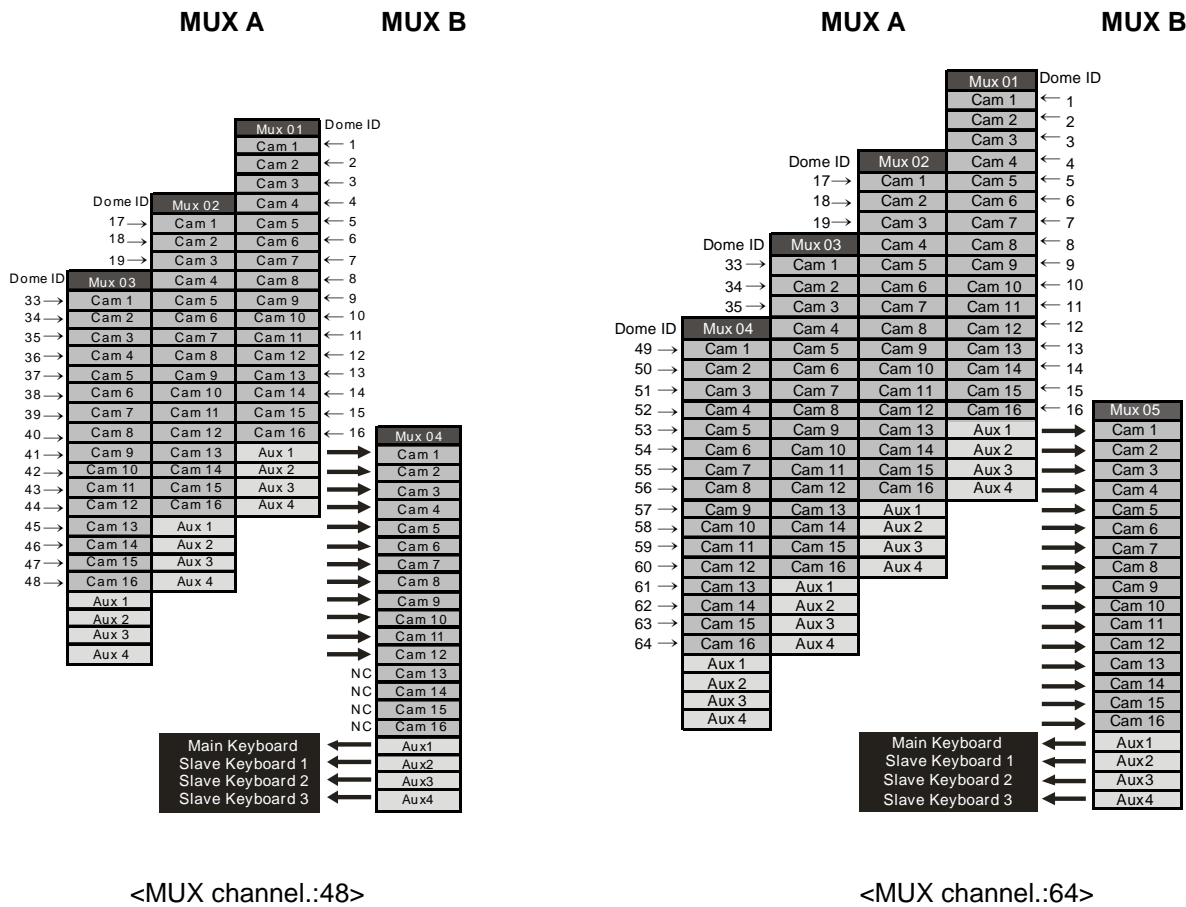 MUX A MUX B
Mux 01 Dome ID
Cam 1 ← 1
Cam 2 ← 2
Cam 3 ← 3
Dome ID Mux 02 Cam 4 ← 4
17→ Cam 1 Cam 5 ← 5
18→ Cam 2 Cam 6 ← 6
19→ Cam 3 Cam 7 ← 7
Dome ID Mux 03 Cam 4 Cam 8 ← 8
33→ Cam 1 Cam 5 Cam 9 ← 9
34→ Cam 2 Cam 6 Cam 10 ← 10
35→ Cam 3 Cam 7 Cam 11 ← 11
36→ Cam 4 Cam 8 Cam 12 ← 12
37→ Cam 5 Cam 9 Cam 13 ← 13
38→ Cam 6 Cam 10 Cam 14 ← 14
39→ Cam 7 Cam 11 Cam 15 ← 15
40→ Cam 8 Cam 12 Cam 16 ← 16 Mux 04
41→ Cam 9 Cam 13 Aux 1 Cam 1
42→ Cam 10 Cam 14 Aux 2 Cam 2
43→ Cam 11 Cam 15 Aux 3 Cam 3
44→ Cam 12 Cam 16 Aux 4 Cam 4
45→ Cam 13 Aux 1 Cam 5
46→ Cam 14 Aux 2 Cam 6
47→ Cam 15 Aux 3 Cam 7
48→ Cam 16 Aux 4 Cam 8
Aux 1 Cam 9
Aux 2 Cam 10
Aux 3 Cam 11
Aux 4 Cam 12
NC Cam 13
NC Cam 14
NC Cam 15
NC Cam 16
Main Keyboard Aux1
Slave Keyboard 1 Aux2
Slave Keyboard 2 Aux3
Slave Keyboard 3 Aux4
<MUX channel.:48>
MUX A MUX B
Mux 01 Dome ID
Cam 1 ← 1
Cam 2 ← 2
Cam 3 ← 3
Dome ID Mux 02 Cam 4 ← 4
17→ Cam 1 Cam 5 ← 5
18→ Cam 2 Cam 6 ← 6
19→ Cam 3 Cam 7 ← 7
Dome ID Mux 03 Cam 4 Cam 8 ← 8
33→ Cam 1 Cam 5 Cam 9 ← 9
34→ Cam 2 Cam 6 Cam 10 ← 10
35→ Cam 3 Cam 7 Cam 11 ← 11
Dome ID Mux 04 Cam 4 Cam 8 Cam 12 ← 12
49→ Cam 1 Cam 5 Cam 9 Cam 13 ← 13
50→ Cam 2 Cam 6 Cam 10 Cam 14 ← 14
51→ Cam 3 Cam 7 Cam 11 Cam 15 ← 15
52→ Cam 4 Cam 8 Cam 12 Cam 16 ← 16 Mux 05
53→ Cam 5 Cam 9 Cam 13 Aux 1 Cam 1
54→ Cam 6 Cam 10 Cam 14 Aux 2 Cam 2
55→ Cam 7 Cam 11 Cam 15 Aux 3 Cam 3
56→ Cam 8 Cam 12 Cam 16 Aux 4 Cam 4
57→ Cam 9 Cam 13 Aux 1 Cam 5
58→ Cam 10 Cam 14 Aux 2 Cam 6
59→ Cam 11 Cam 15 Aux 3 Cam 7
60→ Cam 12 Cam 16 Aux 4 Cam 8
61→ Cam 13 Aux 1 Cam 9
62→ Cam 14 Aux 2 Cam 10
63→ Cam 15 Aux 3 Cam 11
64→ Cam 16 Aux 4 Cam 12
Aux 1 Cam 13
Aux 2 Cam 14
Aux 3 Cam 15
Aux 4 Cam 16
Main Keyboard Aux1
Slave Keyboard 1 Aux2
Slave Keyboard 2 Aux3
Slave Keyboard 3 Aux4
<MUX channel.:64>